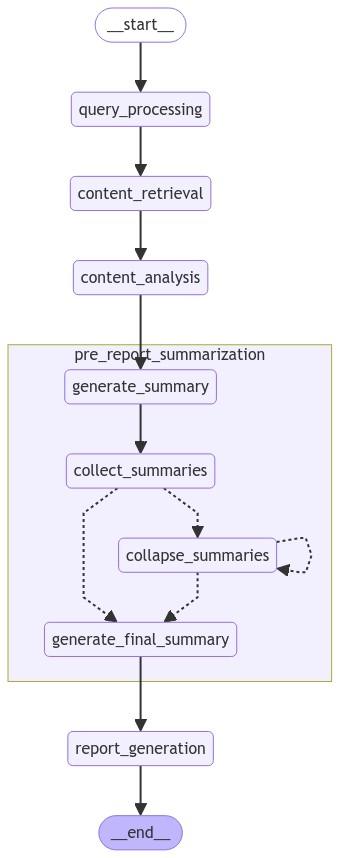 __start__
query_processing
content_retrieval
content_analysis
pre_report_summarization
generate_summary
collect_summaries
collapse_summaries
generate_final_summary
report_generation
__end__